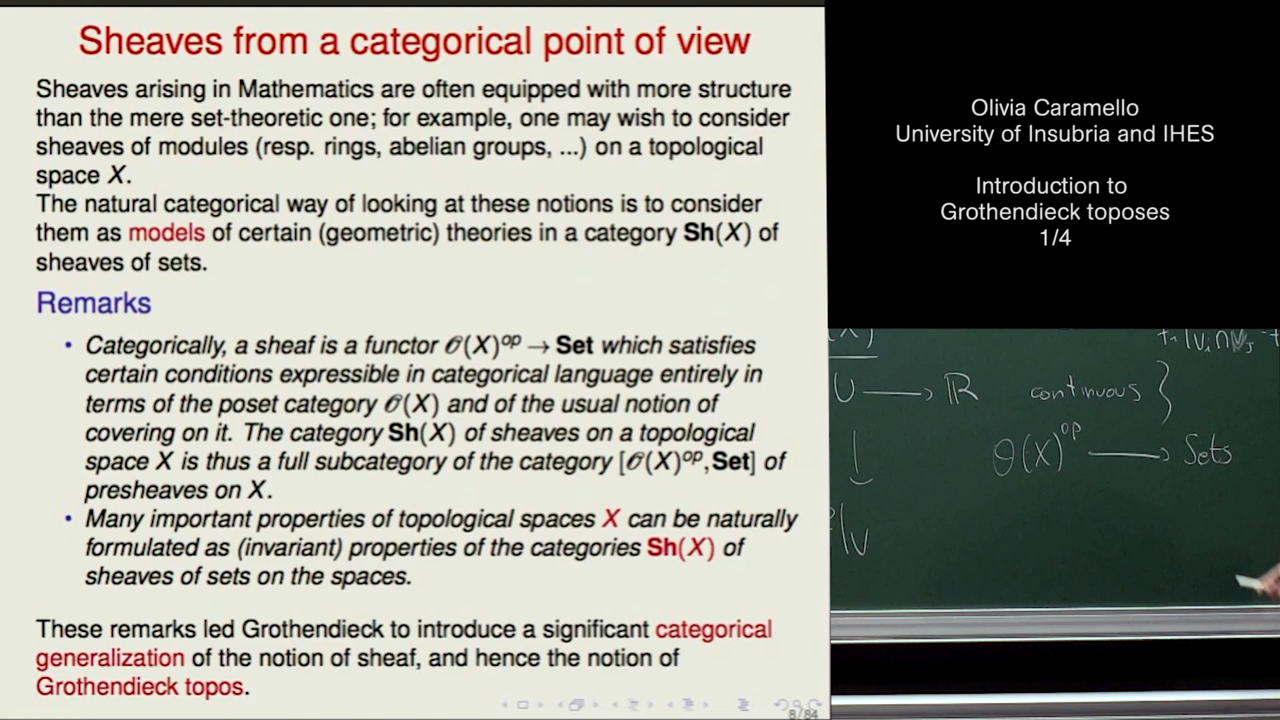 Sheaves from a categorical point of view
Sheaves arising in Mathematics are often equipped with more structure
than the mere set-theoretic one; for example, one may wish to consider
sheaves of modules (resp. rings, abelian groups, ...) on a topological
space X.
The natural categorical way of looking at these notions is to consider
them as models of certain (geometric) theories in a category Sh(X) of
sheaves of sets.
Remarks
• Categorically, a sheaf is a functor 𝒪(X)ᵒᵖ → Set which satisfies
certain conditions expressible in categorical language entirely in
terms of the poset category 𝒪(X) and of the usual notion of
covering on it. The category Sh(X) of sheaves on a topological
space X is thus a full subcategory of the category [𝒪(X)ᵒᵖ, Set] of
presheaves on X.
• Many important properties of topological spaces X can be naturally
formulated as (invariant) properties of the categories Sh(X) of
sheaves of sets on the spaces.
These remarks led Grothendieck to introduce a significant categorical
generalization of the notion of sheaf, and hence the notion of
Grothendieck topos.
8/84
Olivia Caramello
University of Insubria and IHES
Introduction to
Grothendieck toposes
1/4
U → ℝ continuous }
𝒪(X)ᵒᵖ → Sets